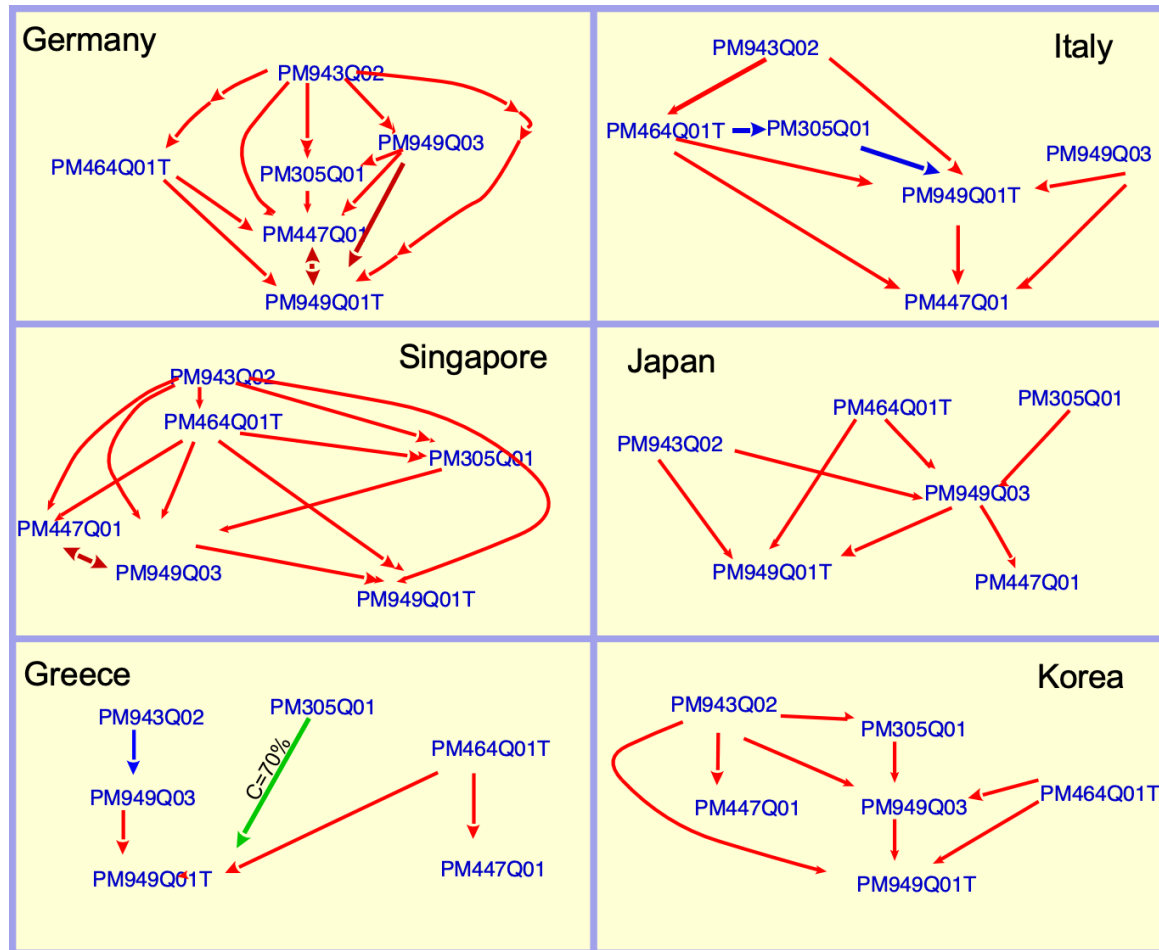 Germany
PM943Q02
PM949Q03
PM464Q01T
PM305Q01
PM447Q01
PM949Q01T
Italy
PM943Q02
PM464Q01T
PM305Q01
PM949Q03
PM949Q01T
PM447Q01
Singapore
PM943Q02
PM464Q01T
PM305Q01
PM447Q01
PM949Q03
PM949Q01T
Japan
PM305Q01
PM464Q01T
PM943Q02
PM949Q03
PM949Q01T
PM447Q01
Greece
PM305Q01
PM943Q02
C=70%
PM464Q01T
PM949Q03
PM447Q01
PM949Q01T
Korea
PM943Q02
PM305Q01
PM464Q01T
PM447Q01
PM949Q03
PM949Q01T